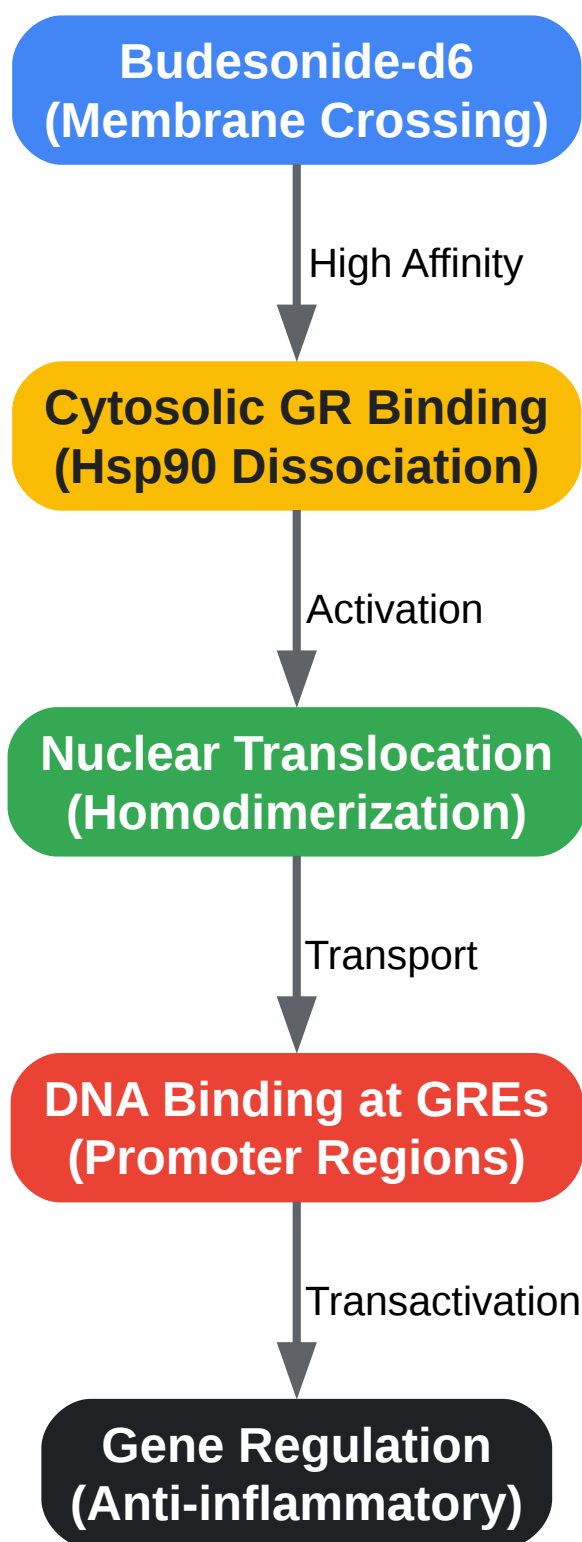 Budesonide-d6
(Membrane Crossing)
High Affinity
Cytosolic GR Binding
(Hsp90 Dissociation)
Activation
Nuclear Translocation
(Homodimerization)
Transport
DNA Binding at GREs
(Promoter Regions)
Transactivation
Gene Regulation
(Anti-inflammatory)